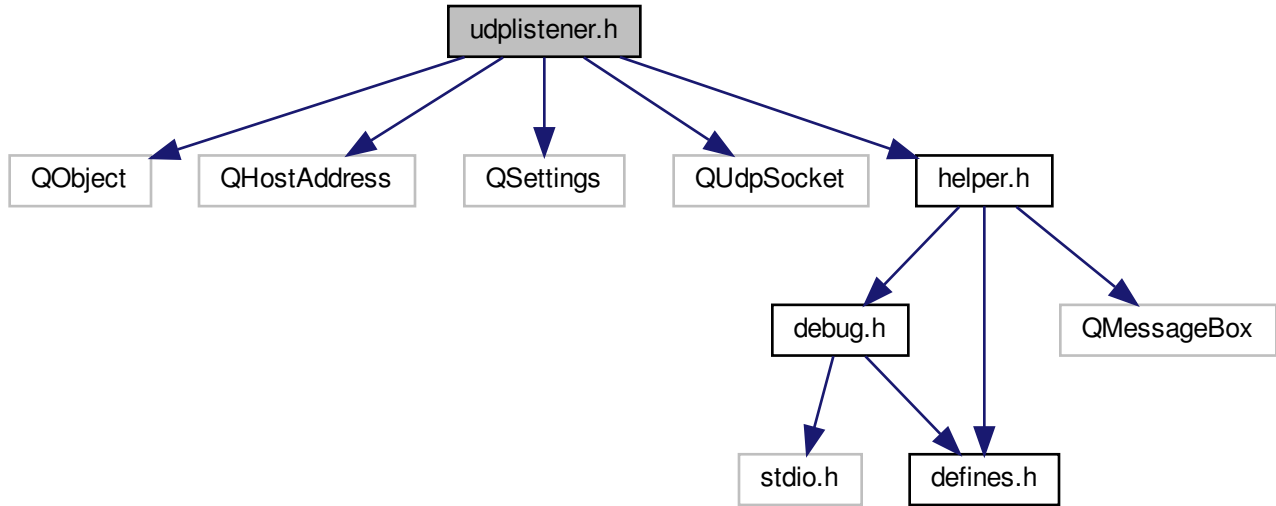 udplistener.h
QObject
QHostAddress
QSettings
QUdpSocket
helper.h
debug.h
QMessageBox
stdio.h
defines.h